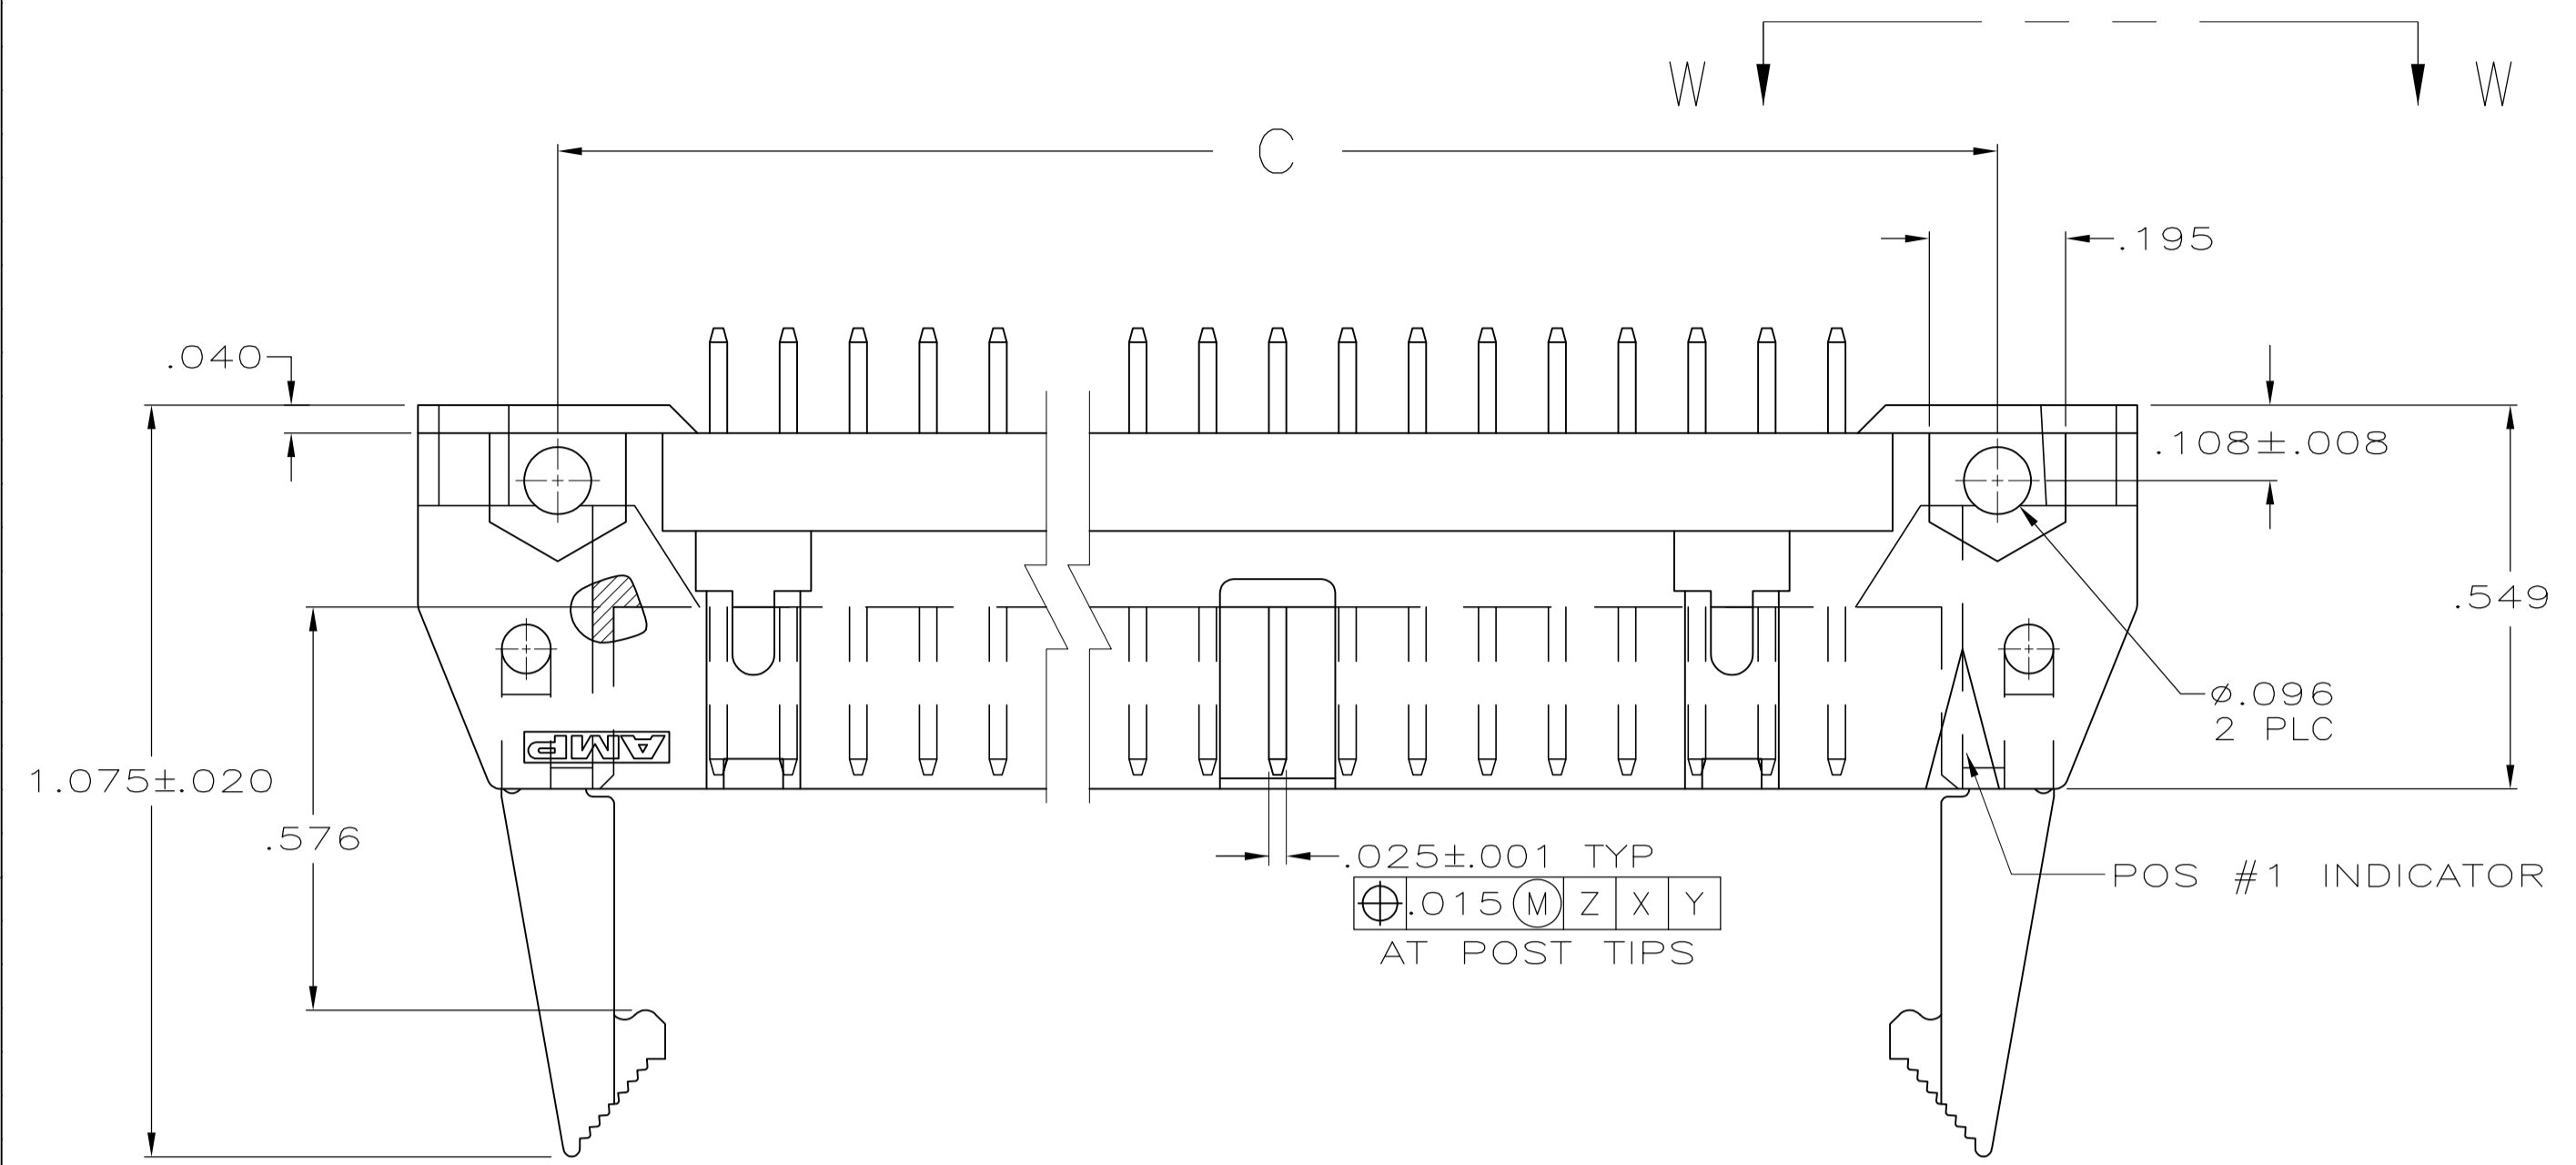 W W
C
.195
.040
.108±.008
.549
Ø.096
2 PLC
AMP
1.075±.020
.576
.025±.001 TYP
⌖ .015 Ⓜ Z X Y
AT POST TIPS
POS #1 INDICATOR